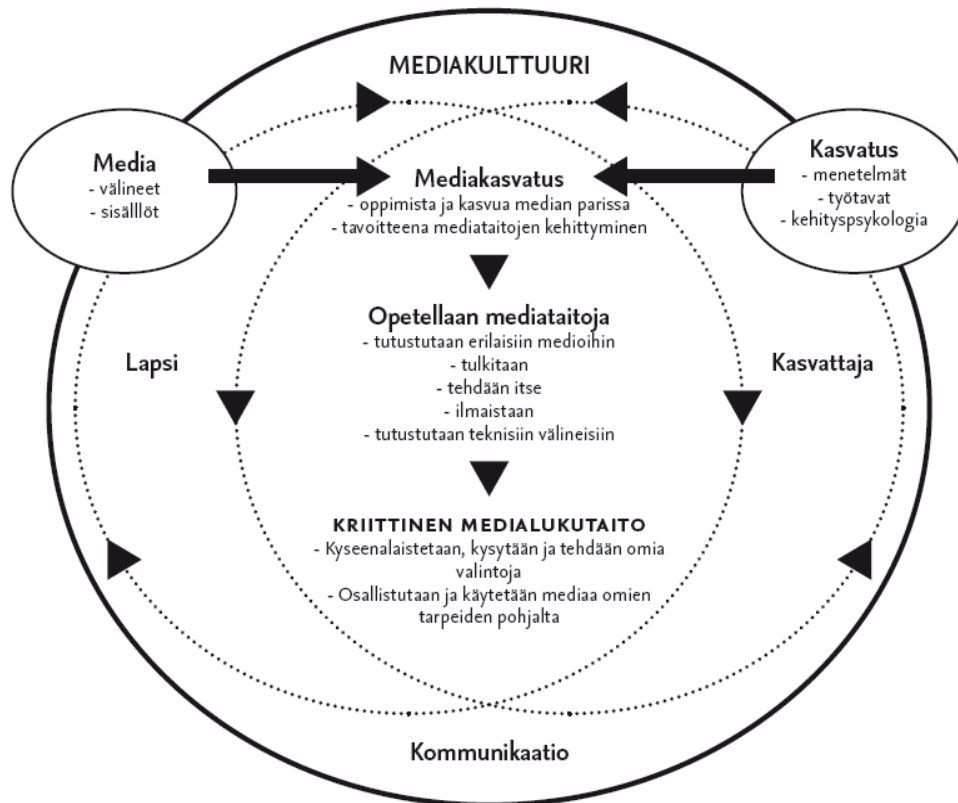 MEDIAKULTTUURI
Media
- välineet
- sisälllöt
Kasvatus
- menetelmät
- työtavat
- kehityspsykologia
Mediakasvatus
- oppimista ja kasvua median parissa
- tavoitteena mediataitojen kehittyminen
Opetellaan mediataitoja
- tutustutaan erilaisiin medioihin
- tulkitaan
- tehdään itse
- ilmaistaan
- tutustutaan teknisiin välineisiin
Lapsi
Kasvattaja
KRIITTINEN MEDIALUKUTAITO
- Kyseenalaistetaan, kysytään ja tehdään omia
valintoja
- Osallistutaan ja käytetään mediaa omien
tarpeiden pohjalta
Kommunikaatio